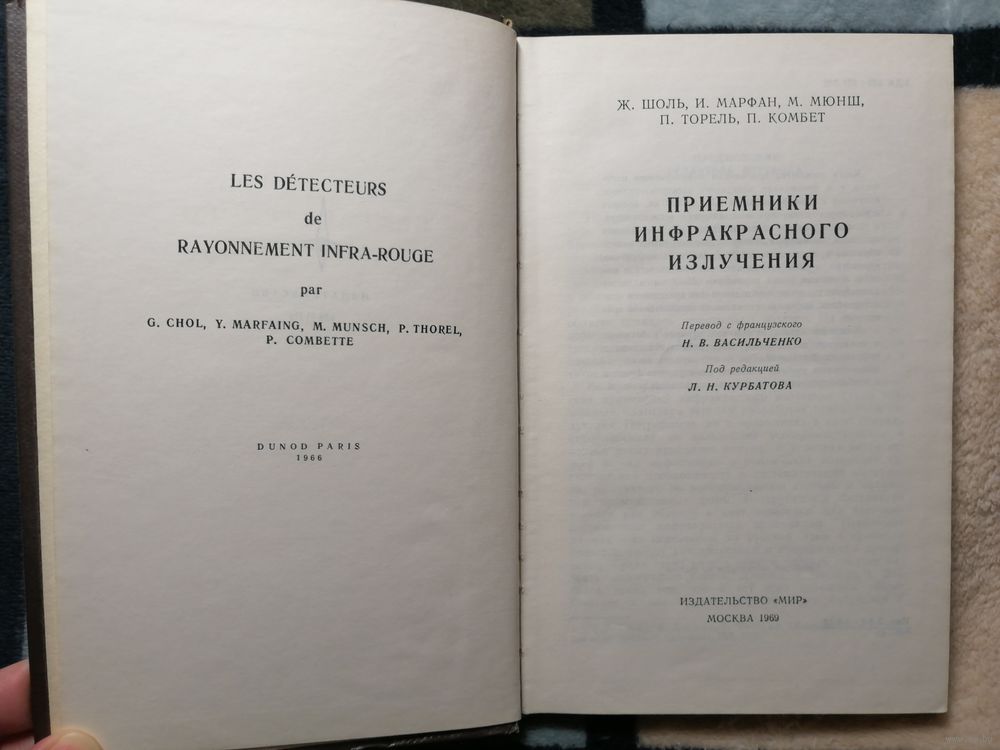 LES DÉTECTEURS
de
RAYONNEMENT INFRA-ROUGE
par
G. CHOL, Y. MARFAING, M. MUNSCH, P. THOREL,
P. COMBETTE
DUNOD PARIS
1966
Ж. ШОЛЬ, И. МАРФАН, М. МЮНШ,
П. ТОРЕЛЬ, П. КОМБЕТ
ПРИЕМНИКИ
ИНФРАКРАСНОГО
ИЗЛУЧЕНИЯ
Перевод с французского
Н. В. ВАСИЛЬЧЕНКО
Под редакцией
Л. Н. КУРБАТОВА
ИЗДАТЕЛЬСТВО «МИР»
МОСКВА 1969